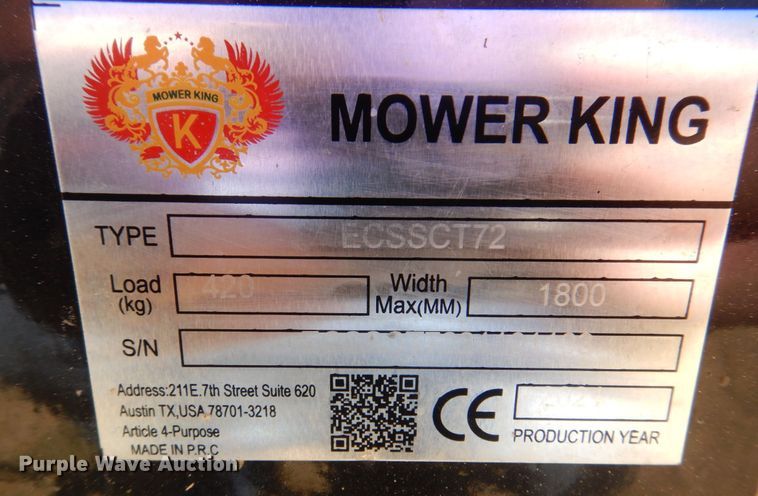 MOWER KING
K
MOWER KING
TYPE ECSSCT72
Load (kg) 420
Width Max(MM) 1800
S/N
Address:211E.7th Street Suite 620
Austin TX,USA,78701-3218
Article 4-Purpose
MADE IN P.R.C
CE
PRODUCTION YEAR
Purple Wave Auction